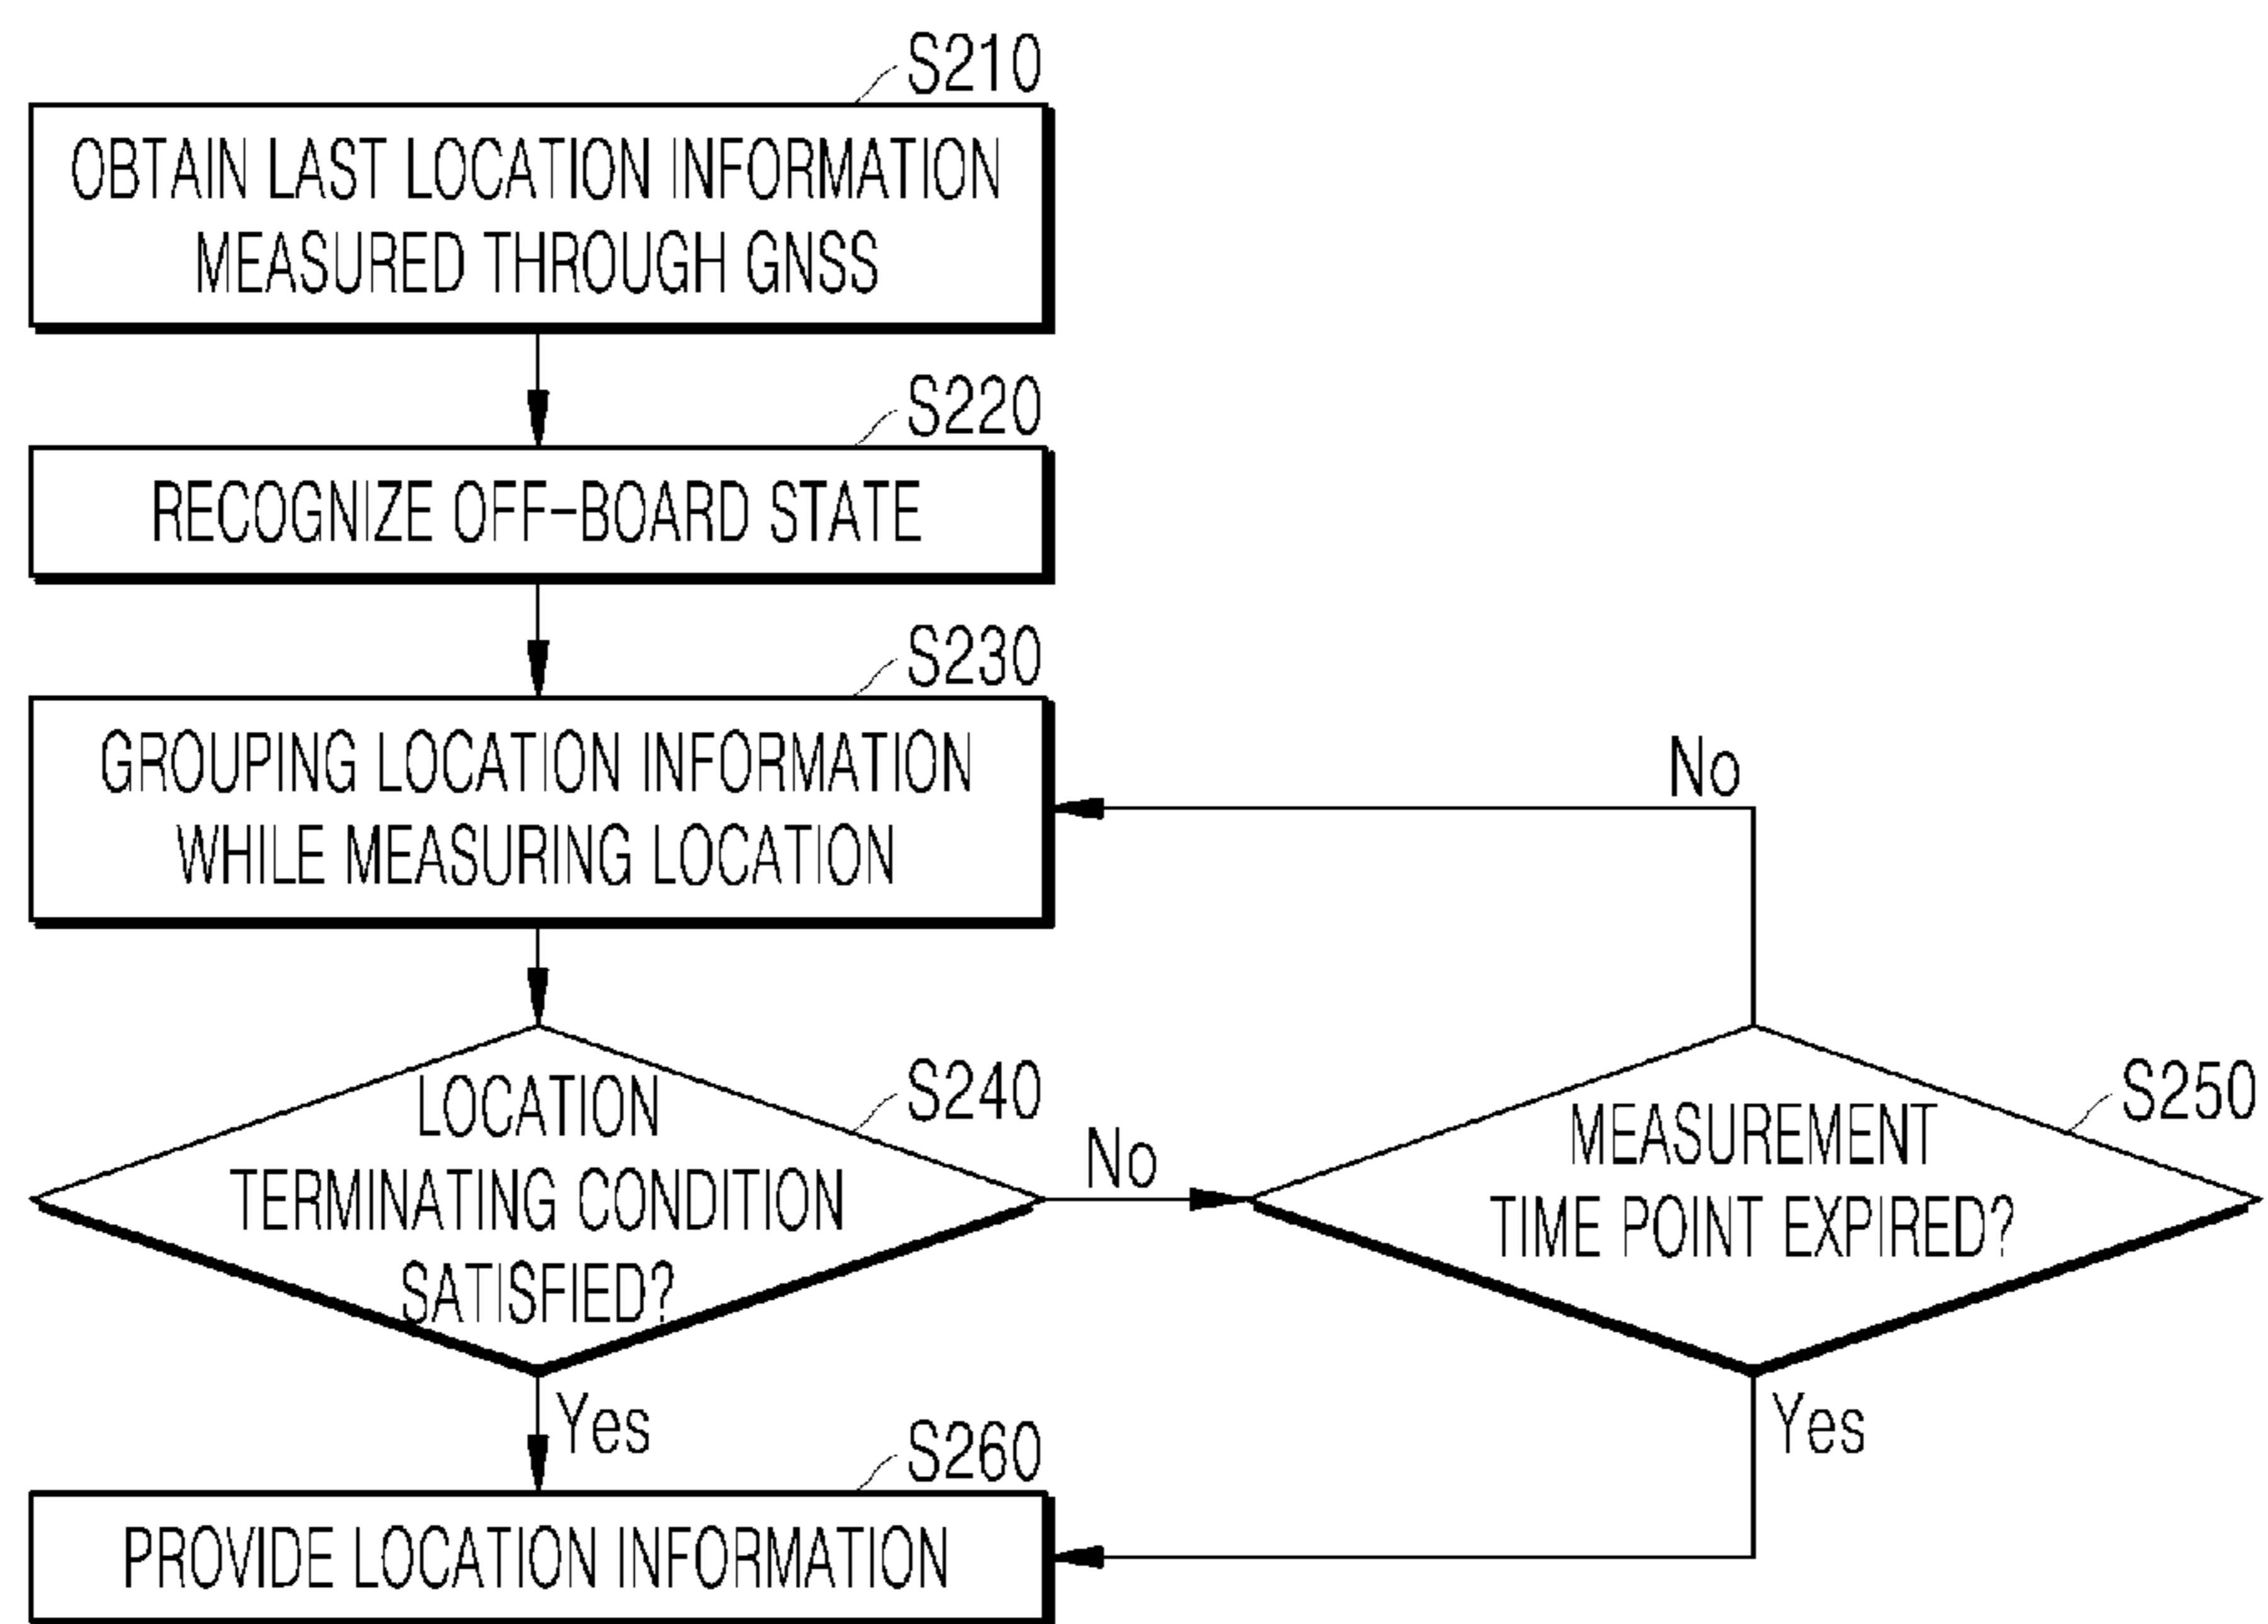 S210
OBTAIN LAST LOCATION INFORMATION
MEASURED THROUGH GNSS
S220
RECOGNIZE OFF-BOARD STATE
S230
GROUPING LOCATION INFORMATION
WHILE MEASURING LOCATION
No
S240
LOCATION
TERMINATING CONDITION
SATISFIED?
No
S250
MEASUREMENT
TIME POINT EXPIRED?
Yes
Yes
S260
PROVIDE LOCATION INFORMATION